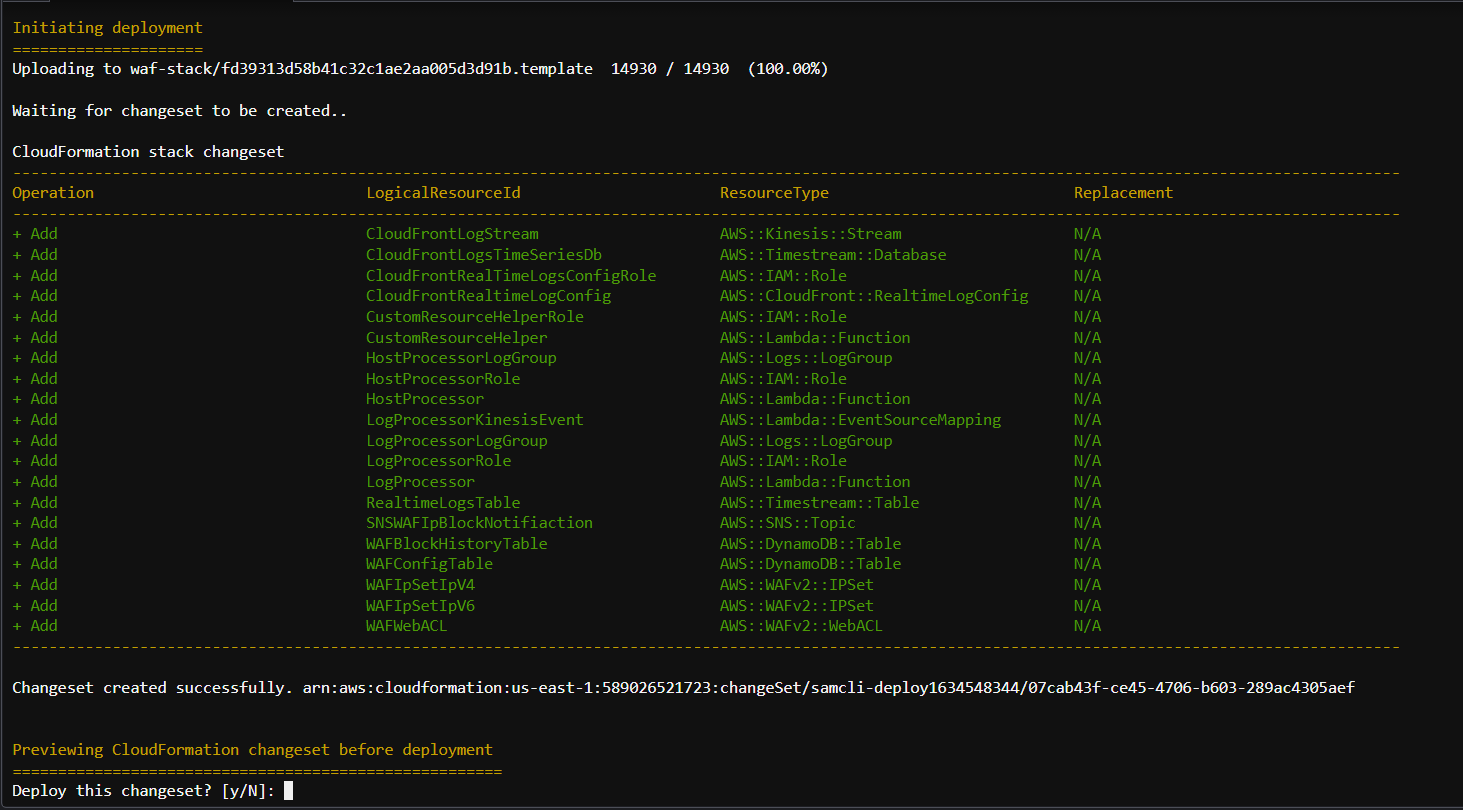 Initiating deployment
=====================
Uploading to waf-stack/fd39313d58b41c32c1ae2aa005d3d91b.template  14930 / 14930  (100.00%)
Waiting for changeset to be created..
CloudFormation stack changeset
Operation LogicalResourceId ResourceType Replacement
+ Add CloudFrontLogStream AWS::Kinesis::Stream N/A
+ Add CloudFrontLogsTimeSeriesDb AWS::Timestream::Database N/A
+ Add CloudFrontRealTimeLogsConfigRole AWS::IAM::Role N/A
+ Add CloudFrontRealtimeLogConfig AWS::CloudFront::RealtimeLogConfig N/A
+ Add CustomResourceHelperRole AWS::IAM::Role N/A
+ Add CustomResourceHelper AWS::Lambda::Function N/A
+ Add HostProcessorLogGroup AWS::Logs::LogGroup N/A
+ Add HostProcessorRole AWS::IAM::Role N/A
+ Add HostProcessor AWS::Lambda::Function N/A
+ Add LogProcessorKinesisEvent AWS::Lambda::EventSourceMapping N/A
+ Add LogProcessorLogGroup AWS::Logs::LogGroup N/A
+ Add LogProcessorRole AWS::IAM::Role N/A
+ Add LogProcessor AWS::Lambda::Function N/A
+ Add RealtimeLogsTable AWS::Timestream::Table N/A
+ Add SNSWAFIpBlockNotifiaction AWS::SNS::Topic N/A
+ Add WAFBlockHistoryTable AWS::DynamoDB::Table N/A
+ Add WAFConfigTable AWS::DynamoDB::Table N/A
+ Add WAFIpSetIpV4 AWS::WAFv2::IPSet N/A
+ Add WAFIpSetIpV6 AWS::WAFv2::IPSet N/A
+ Add WAFWebACL AWS::WAFv2::WebACL N/A
Changeset created successfully. arn:aws:cloudformation:us-east-1:589026521723:changeSet/samcli-deploy1634548344/07cab43f-ce45-4706-b603-289ac4305aef
Previewing CloudFormation changeset before deployment
======================================================
Deploy this changeset? [y/N]: